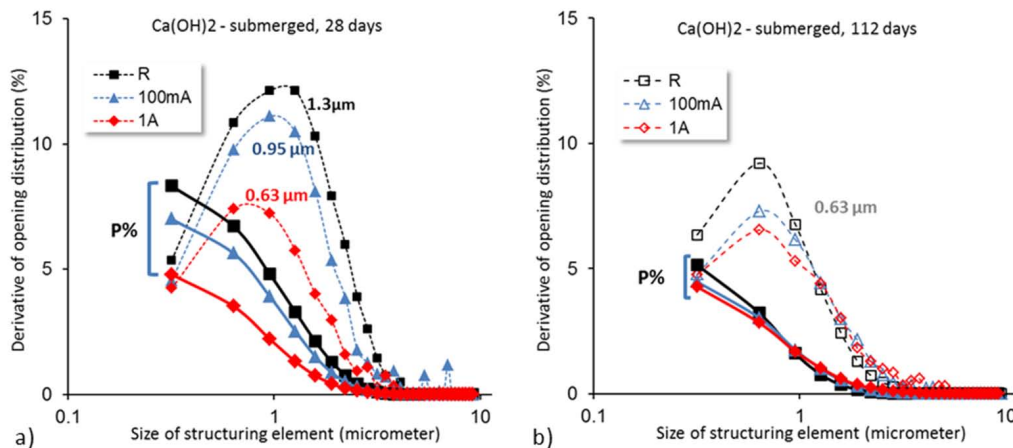 Ca(OH)2 - submerged, 28 days
Derivative of opening distribution (%)
15
10
5
0
R
100mA
1A
1.3µm
0.95 µm
0.63 µm
P%
0.1
1
10
Size of structuring element (micrometer)
a)
Ca(OH)2 - submerged, 112 days
Derivative of opening distribution (%)
15
10
5
0
R
100mA
1A
0.63 µm
P%
0.1
1
10
Size of structuring element (micrometer)
b)